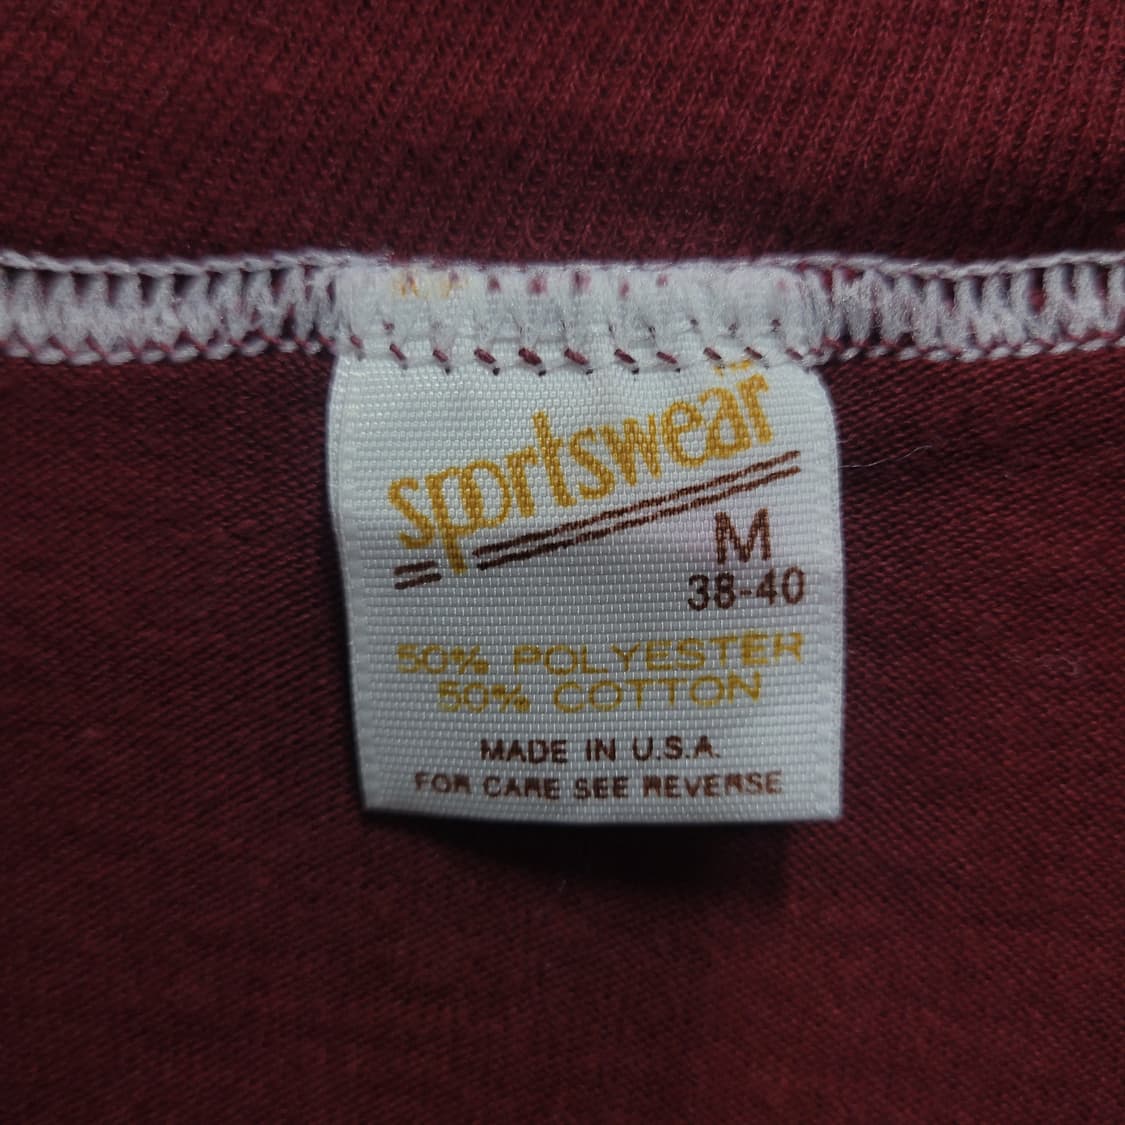 sportswear
M
38-40
50% POLYESTER
50% COTTON
MADE IN U.S.A.
FOR CARE SEE REVERSE